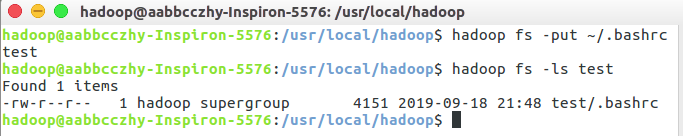 hadoop@aabbcczhy-Inspiron-5576: /usr/local/hadoop
hadoop@aabbcczhy-Inspiron-5576:/usr/local/hadoop$ hadoop fs -put ~/.bashrc
test
hadoop@aabbcczhy-Inspiron-5576:/usr/local/hadoop$ hadoop fs -ls test
Found 1 items
-rw-r--r--   1 hadoop supergroup       4151 2019-09-18 21:48 test/.bashrc
hadoop@aabbcczhy-Inspiron-5576:/usr/local/hadoop$